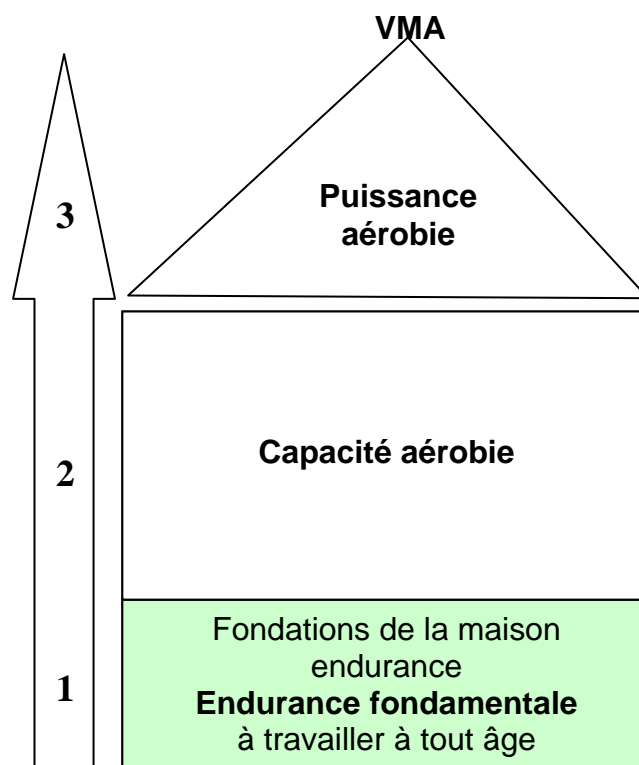 VMA
3
Puissance
aérobie
2
Capacité aérobie
1
Fondations de la maison
endurance
Endurance fondamentale
à travailler à tout âge